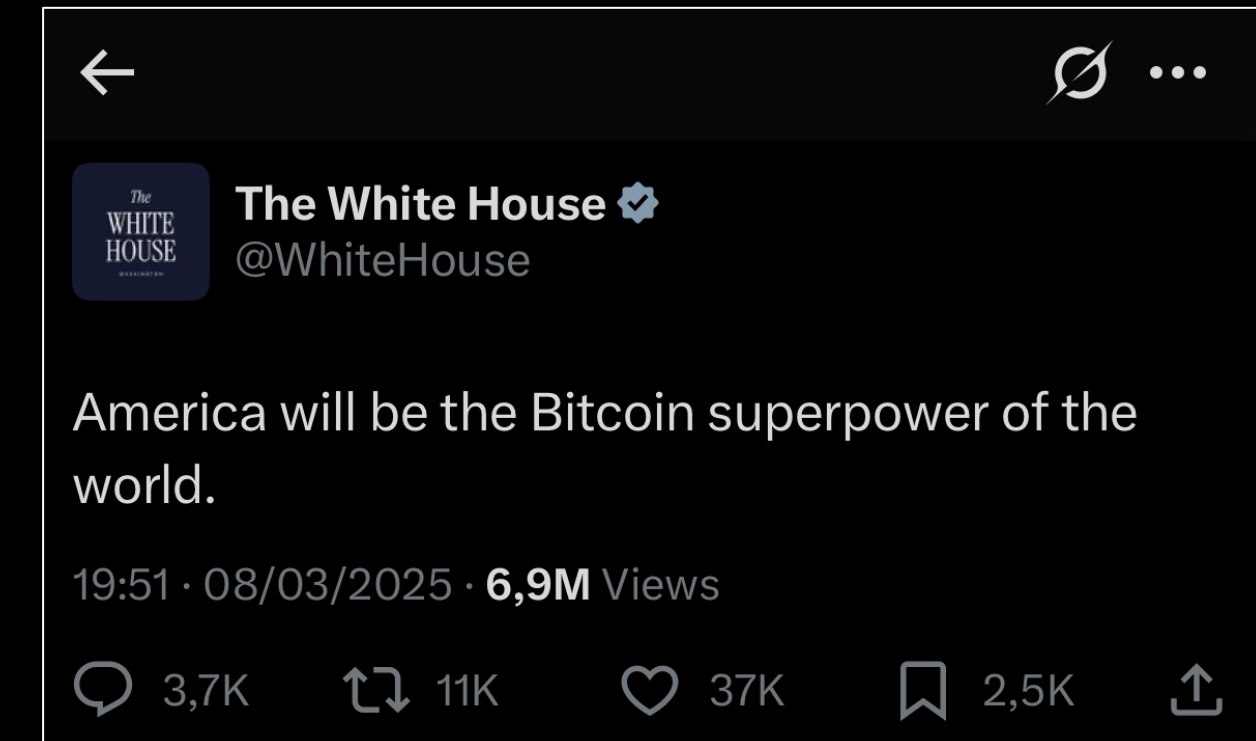 The
WHITE
HOUSE
WASHINGTON
The White House
@WhiteHouse
America will be the Bitcoin superpower of the
world.
19:51 · 08/03/2025 · 6,9M Views
3,7K 11K 37K 2,5K